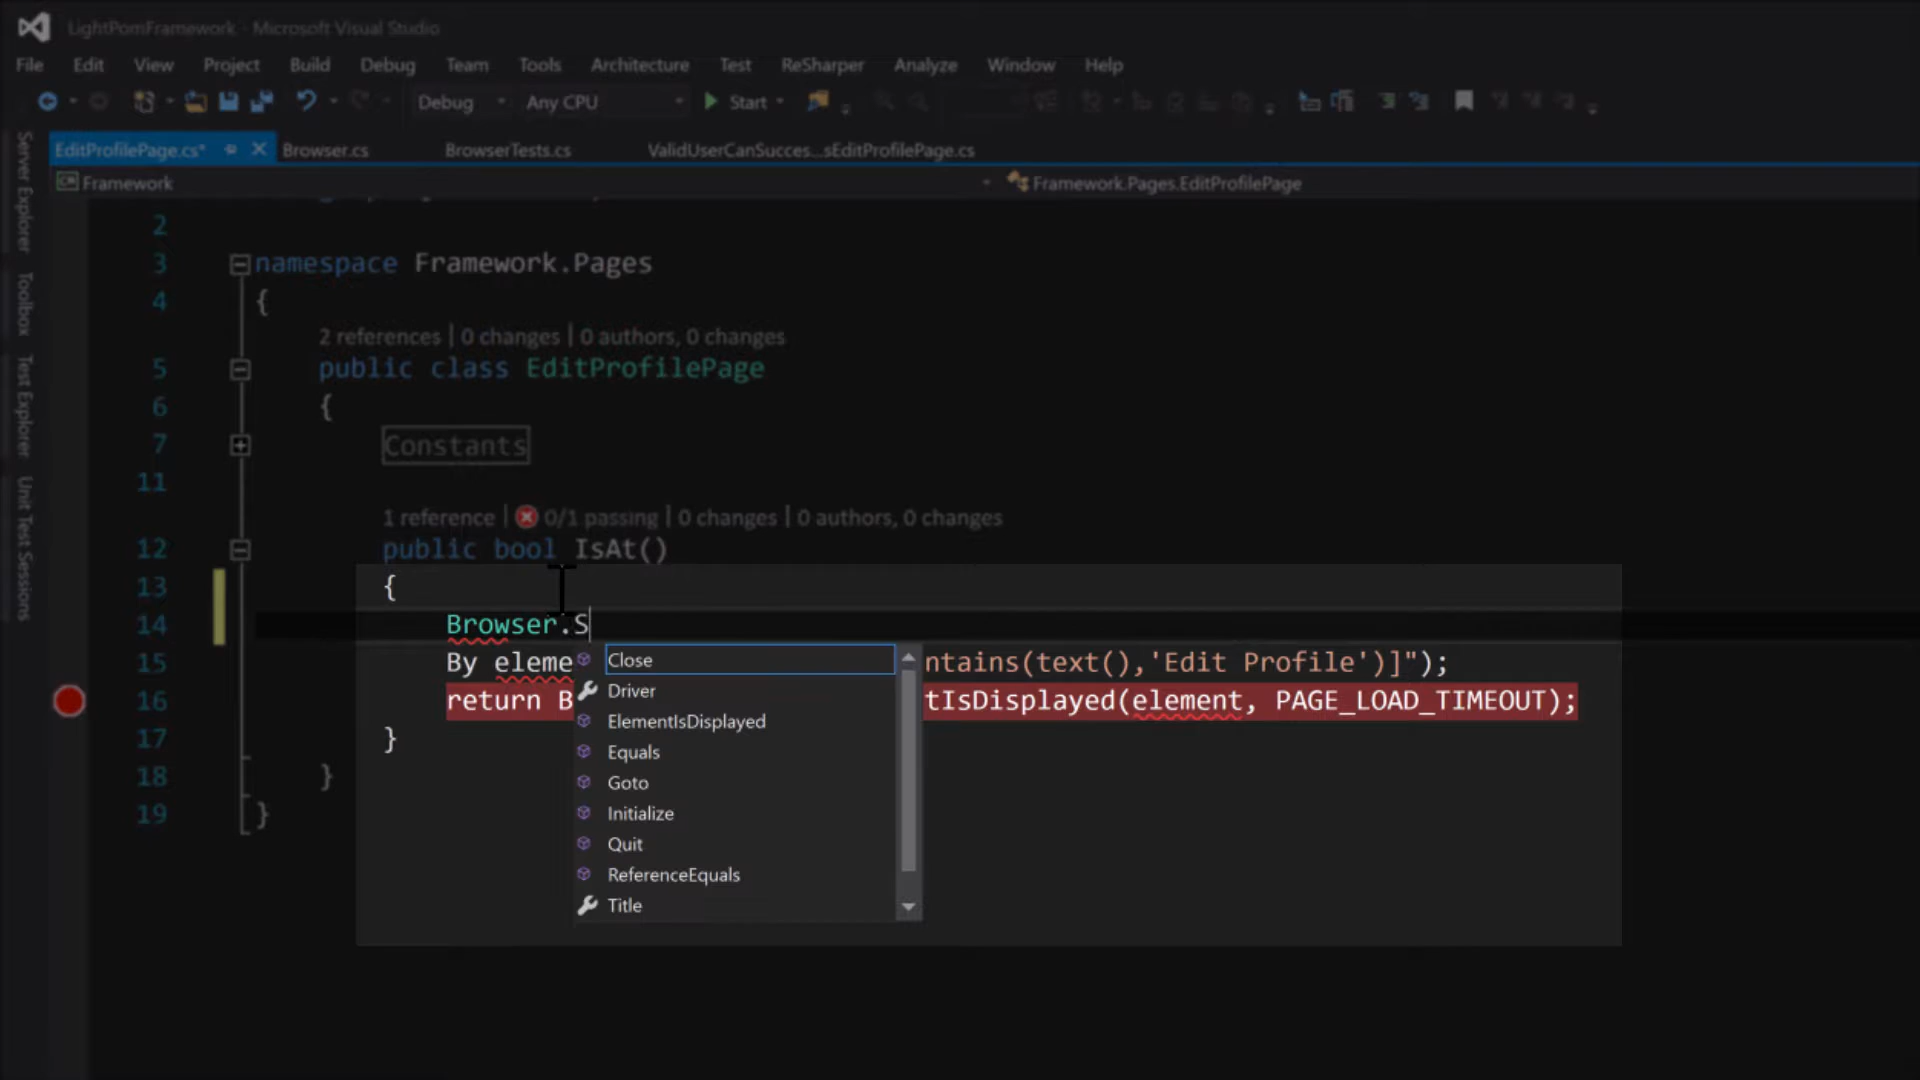 LightPomFramework - Microsoft Visual Studio
File Edit View Project Build Debug Team Tools Architecture Test ReSharper Analyze Window Help
Debug Any CPU Start
EditProfilePage.cs* Browser.cs BrowserTests.cs ValidUserCanSucces...sEditProfilePage.cs
Framework Framework.Pages.EditProfilePage
Server Explorer
Toolbox
Test Explorer
Unit Test Sessions
2
3 namespace Framework.Pages
4 {
2 references | 0 changes | 0 authors, 0 changes
5 public class EditProfilePage
6 {
7 Constants
11
1 reference | 0/1 passing | 0 changes | 0 authors, 0 changes
12 public bool IsAt()
13 {
14 Browser.S
15 By eleme ntains(text(),'Edit Profile')]");
16 return B tIsDisplayed(element, PAGE_LOAD_TIMEOUT);
17 }
18 }
19 }
Close
Driver
ElementIsDisplayed
Equals
Goto
Initialize
Quit
ReferenceEquals
Title